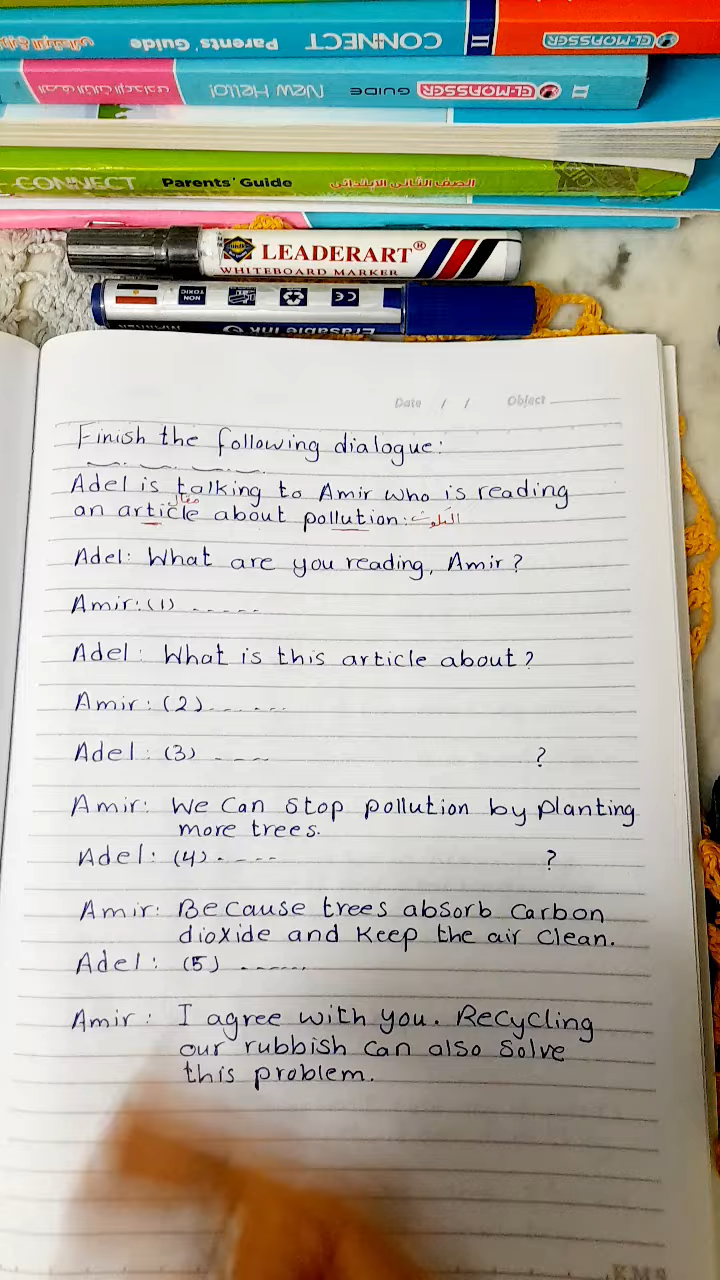 CONNECT Parents' Guide II EL-MOASSER
New Hello! GUIDE EL-MOASSER II
CONNECT Parents' Guide الصف الثاني الابتدائي
LEADERART®
WHITEBOARD MARKER
NON TOXIC CE
Erasable Ink
Date / / Object
Finish the following dialogue:
Adel is talking to Amir who is reading
مقال
an article about pollution: التلوث
Adel: What are you reading, Amir?
Amir: (1) ------
Adel: What is this article about?
Amir: (2) ------
Adel: (3) ---- ?
Amir: We can stop pollution by planting
more trees.
Adel: (4) ---- ?
Amir: Because trees absorb carbon
dioxide and keep the air clean.
Adel: (5) ------
Amir: I agree with you. Recycling
our rubbish can also solve
this problem.